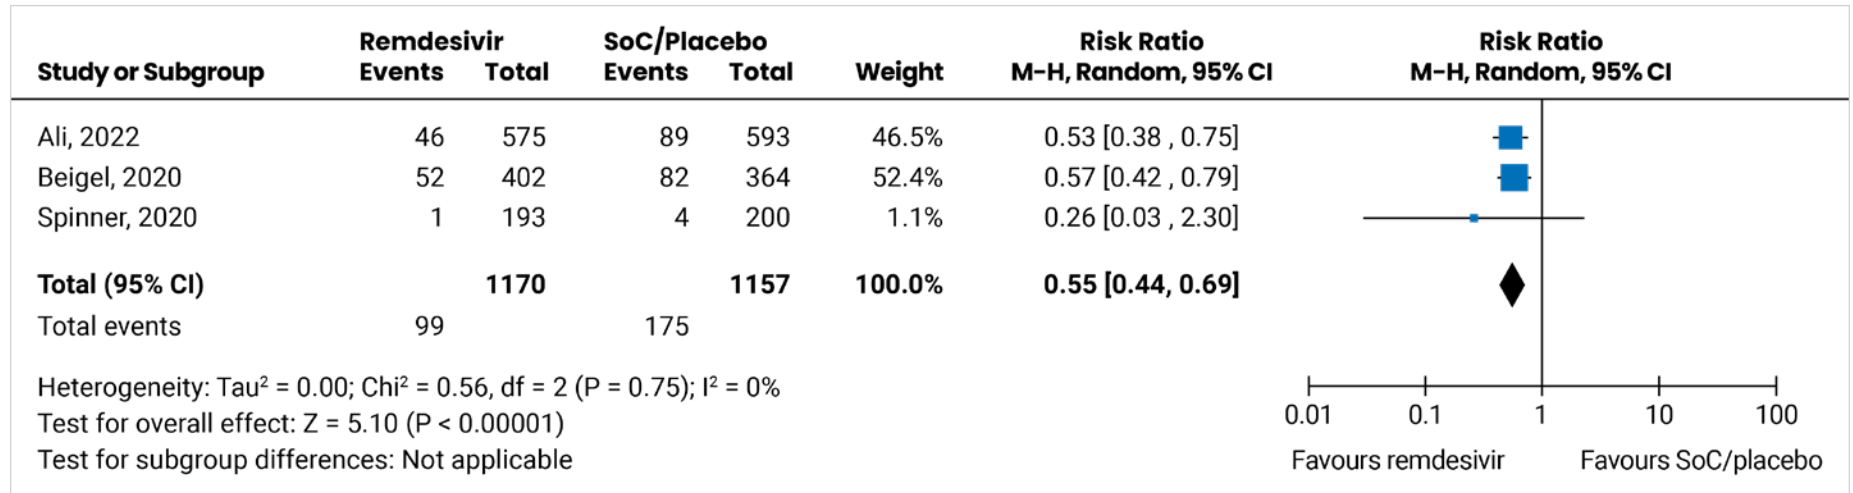 Remdesivir SoC/Placebo Risk Ratio Risk Ratio
Study or Subgroup Events Total Events Total Weight M-H, Random, 95% CI M-H, Random, 95% CI
Ali, 2022 46 575 89 593 46.5% 0.53 [0.38 , 0.75]
Beigel, 2020 52 402 82 364 52.4% 0.57 [0.42 , 0.79]
Spinner, 2020 1 193 4 200 1.1% 0.26 [0.03 , 2.30]
Total (95% CI) 1170 1157 100.0% 0.55 [0.44, 0.69]
Total events 99 175
Heterogeneity: Tau² = 0.00; Chi² = 0.56, df = 2 (P = 0.75); I² = 0%
Test for overall effect: Z = 5.10 (P < 0.00001)
Test for subgroup differences: Not applicable
0.01 0.1 1 10 100
Favours remdesivir Favours SoC/placebo